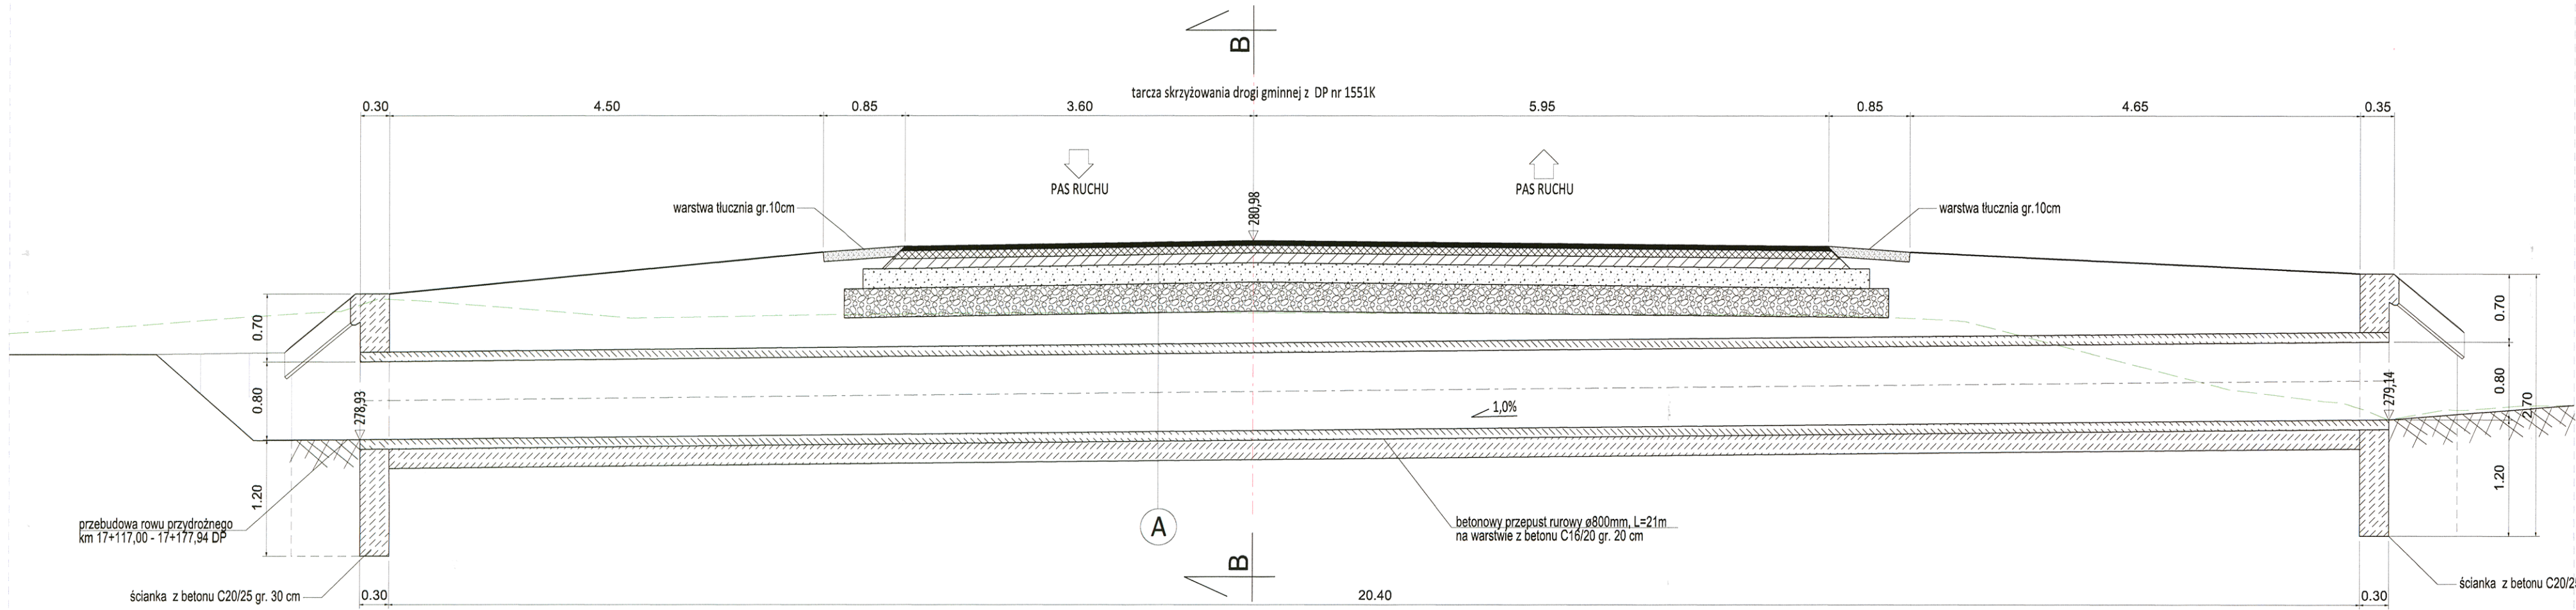 B
tarcza skrzyżowania drogi gminnej z DP nr 1551K
0.30 4.50 0.85 3.60 5.95 0.85 4.65 0.35
PAS RUCHU PAS RUCHU
warstwa tłucznia gr.10cm 280,98 warstwa tłucznia gr.10cm
0.70 0.70
0.80 278,93 1,0% 279,14 0.80 2.70
1.20 1.20
przebudowa rowu przydrożnego
km 17+117,00 - 17+177,94 DP
A
betonowy przepust rurowy ø800mm, L=21m
na warstwie z betonu C16/20 gr. 20 cm
B
ścianka z betonu C20/25 gr. 30 cm ścianka z betonu C20/2
0.30 20.40 0.30